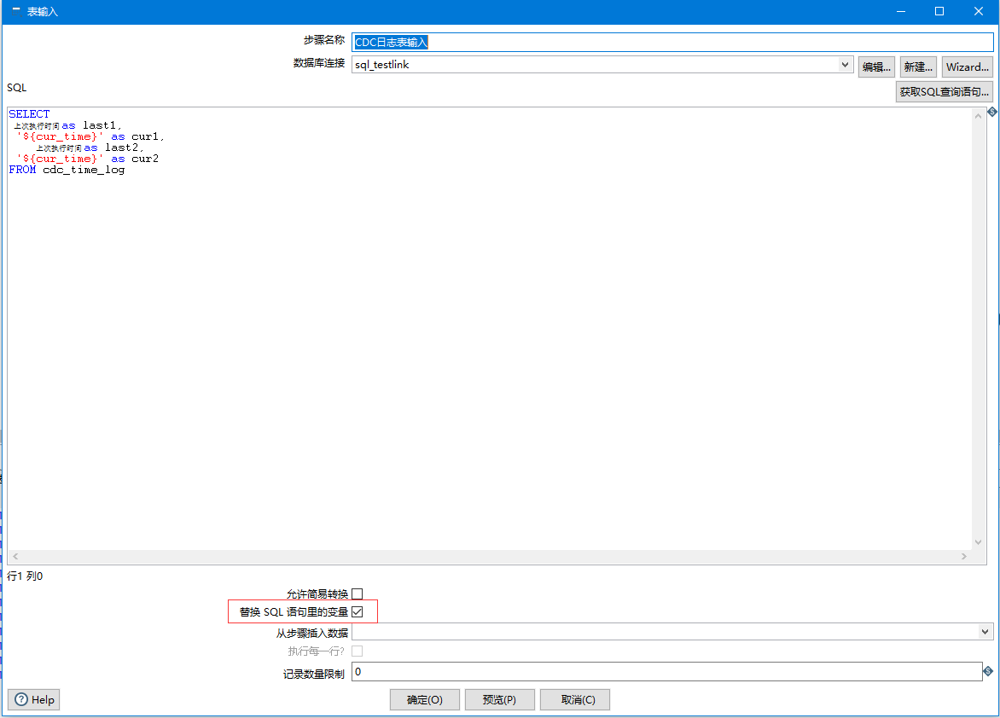 表输入
步骤名称 CDC日志表输入
数据库连接 sql_testlink 编辑... 新建... Wizard...
SQL 获取SQL查询语句...
SELECT
上次执行时间 as last1,
'${cur_time}' as cur1,
上次执行时间 as last2,
'${cur_time}' as cur2
FROM cdc_time_log
行1 列0
允许简易转换
替换 SQL 语句里的变量
从步骤插入数据
执行每一行?
记录数量限制 0
Help 确定(O) 预览(P) 取消(C)